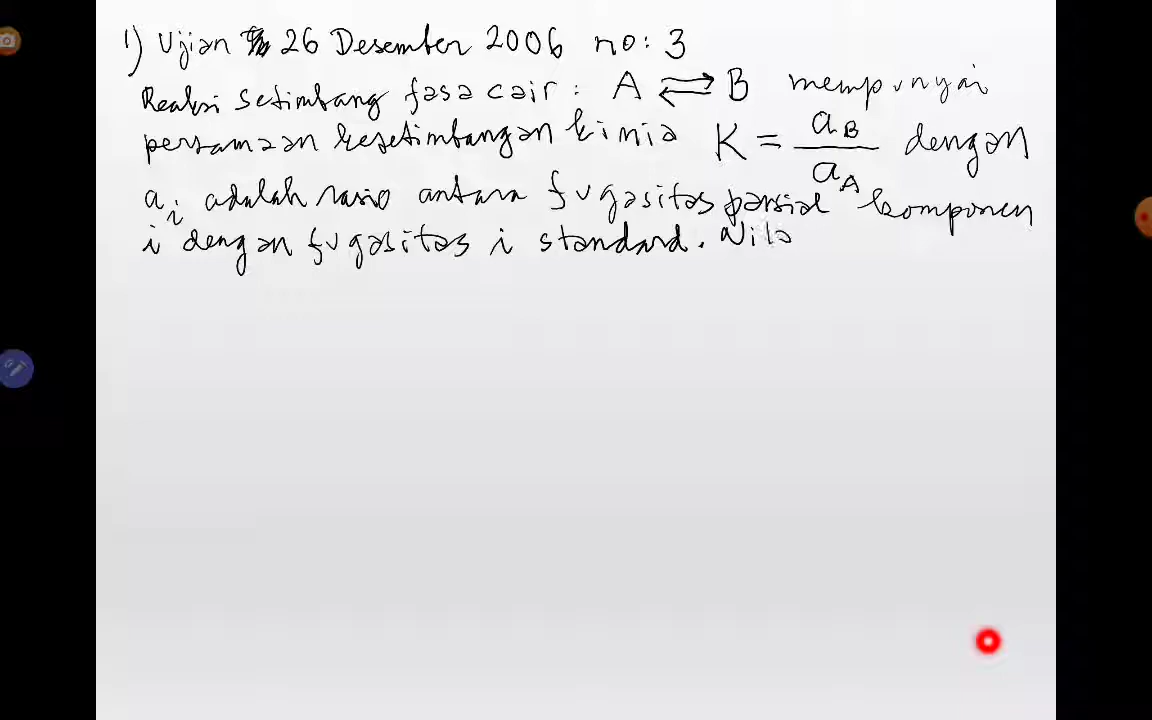 1) Ujian 26 Desember 2006 no: 3
Reaksi setimbang fasa cair : A ⇌ B mempunyai
persamaan kesetimbangan kimia K = aB / aA dengan
ai adalah rasio antara fugasitas parsial komponen
i dengan fugasitas i standard. Nila